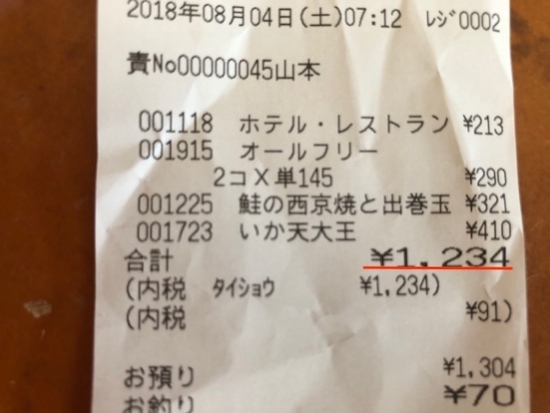 2018年08月04日(土)07:12 ﾚｼﾞ0002
責No00000045山本
001118 ホテル・レストラン ¥213
001915 オールフリー
2コX単145 ¥290
001225 鮭の西京焼と出巻玉 ¥321
001723 いか天大王 ¥410
合計 ¥1,234
(内税 ﾀｲｼｮｳ ¥1,234)
(内税 ¥91)
お預り ¥1,304
お釣り ¥70